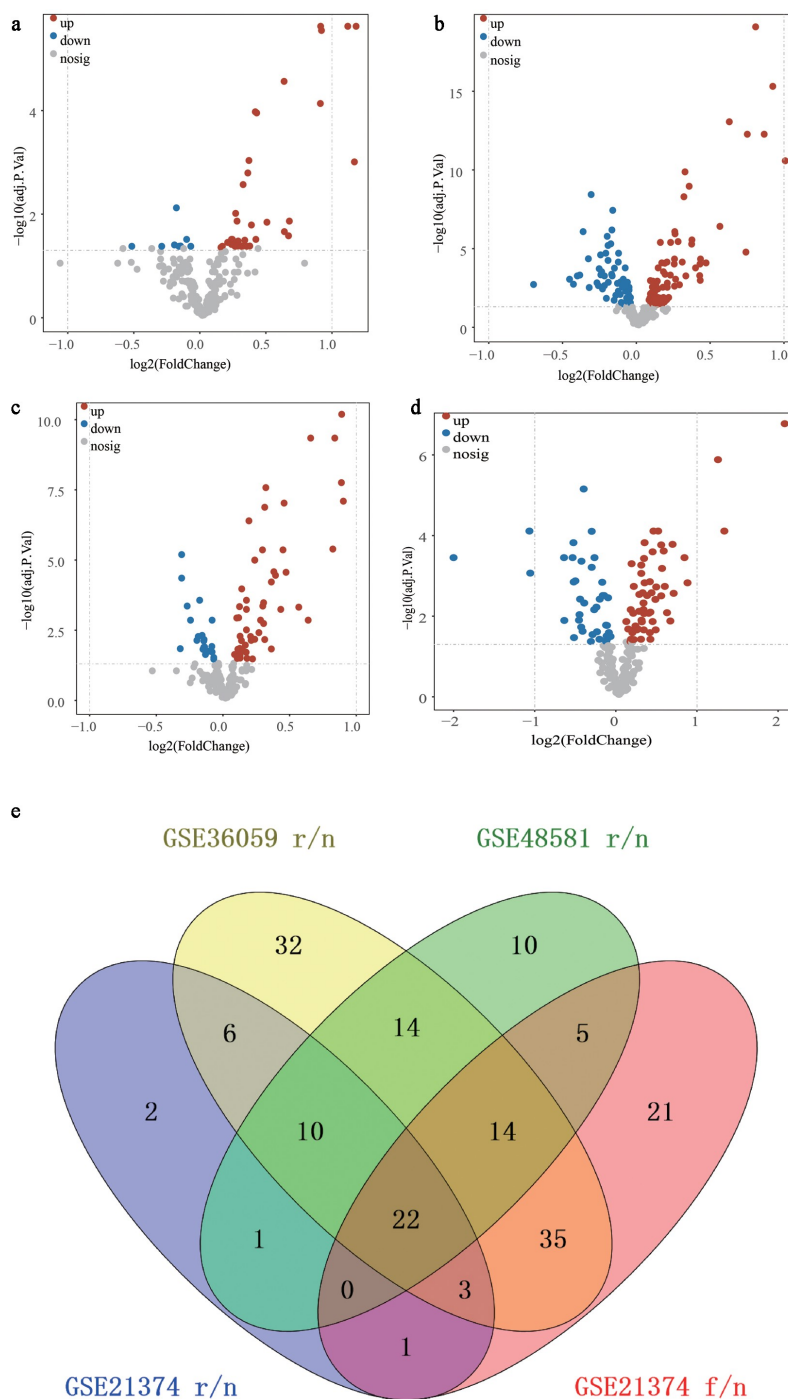 a
up
down
nosig
−log10(adj.P.Val)
4
2
0
−1.0
−0.5
0.0
0.5
1.0
log2(FoldChange)
b
up
down
nosig
−log10(adj.P.Val)
15
10
5
0
−1.0
−0.5
0.0
0.5
1.0
log2(FoldChange)
c
up
down
nosig
−log10(adj.P.Val)
10.0
7.5
5.0
2.5
0.0
−1.0
−0.5
0.0
0.5
1.0
log2(FoldChange)
d
up
down
nosig
−log10(adj.P.Val)
6
4
2
0
−2
−1
0
1
2
log2(FoldChange)
e
GSE36059 r/n
GSE48581 r/n
32
10
6
14
5
2
10
14
21
22
1
35
0
3
1
GSE21374 r/n
GSE21374 f/n